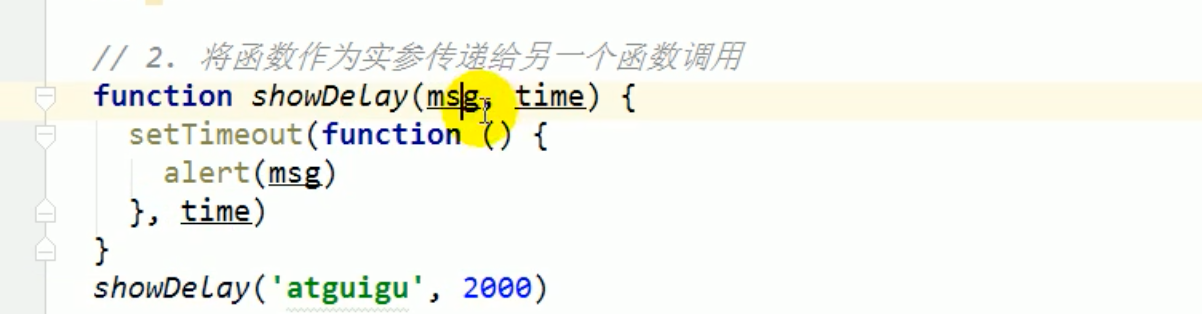 // 2. 将函数作为实参传递给另一个函数调用
function showDelay(msg, time) {
  setTimeout(function () {
    alert(msg)
  }, time)
}
showDelay('atguigu', 2000)